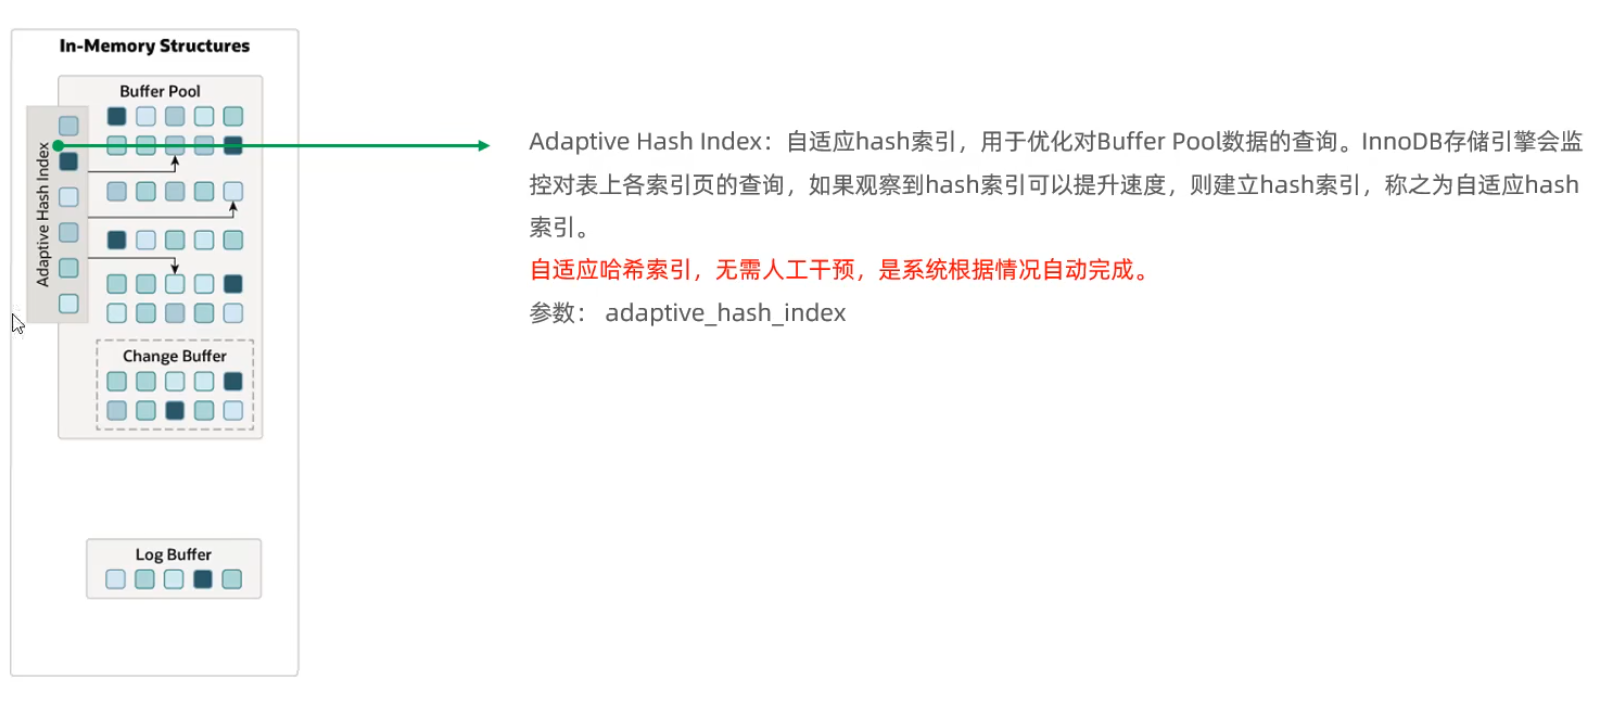 In-Memory Structures
Buffer Pool
Adaptive Hash Index
Change Buffer
Log Buffer
Adaptive Hash Index：自适应hash索引，用于优化对Buffer Pool数据的查询。InnoDB存储引擎会监
控对表上各索引页的查询，如果观察到hash索引可以提升速度，则建立hash索引，称之为自适应hash
索引。
自适应哈希索引，无需人工干预，是系统根据情况自动完成。
参数： adaptive_hash_index